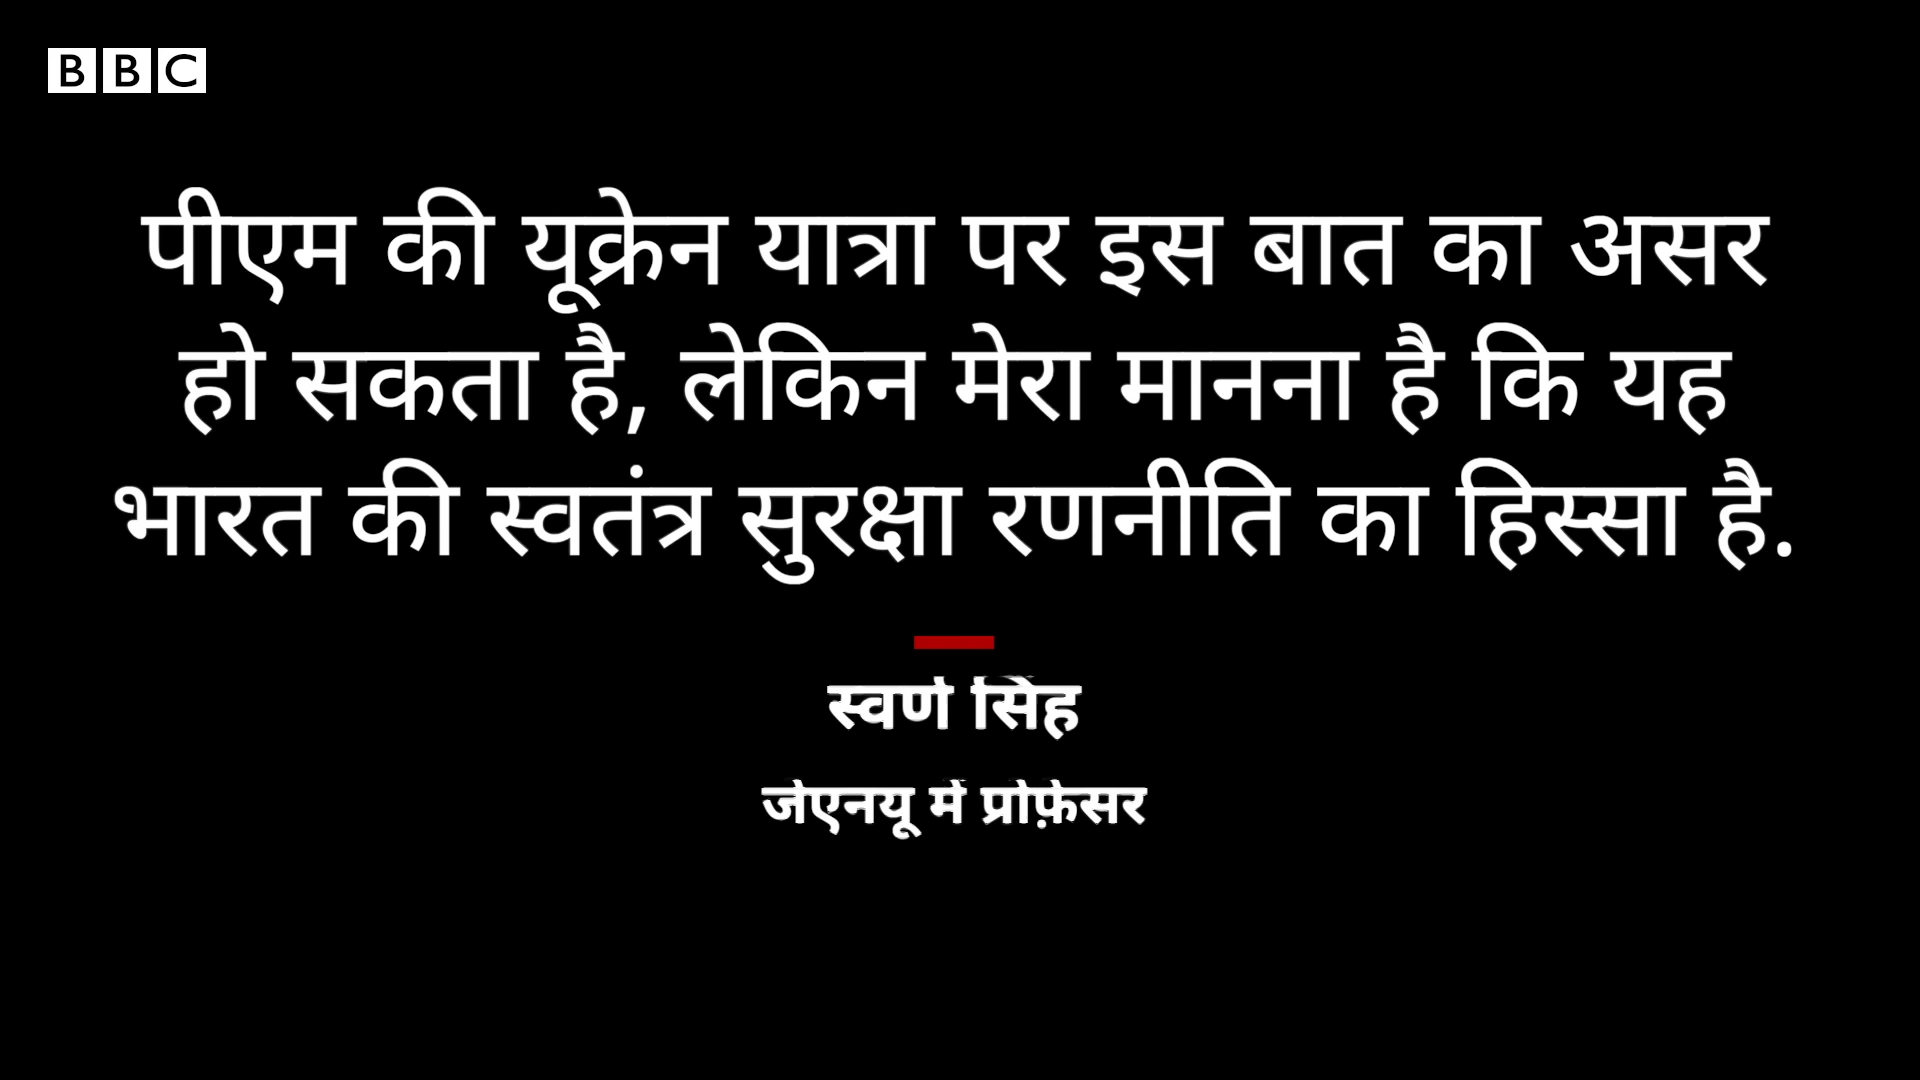 BBC
पीएम की यूक्रेन यात्रा पर इस बात का असर
हो सकता है, लेकिन मेरा मानना है कि यह
भारत की स्वतंत्र सुरक्षा रणनीति का हिस्सा है.
स्वर्ण सिंह
जेएनयू में प्रोफ़ेसर